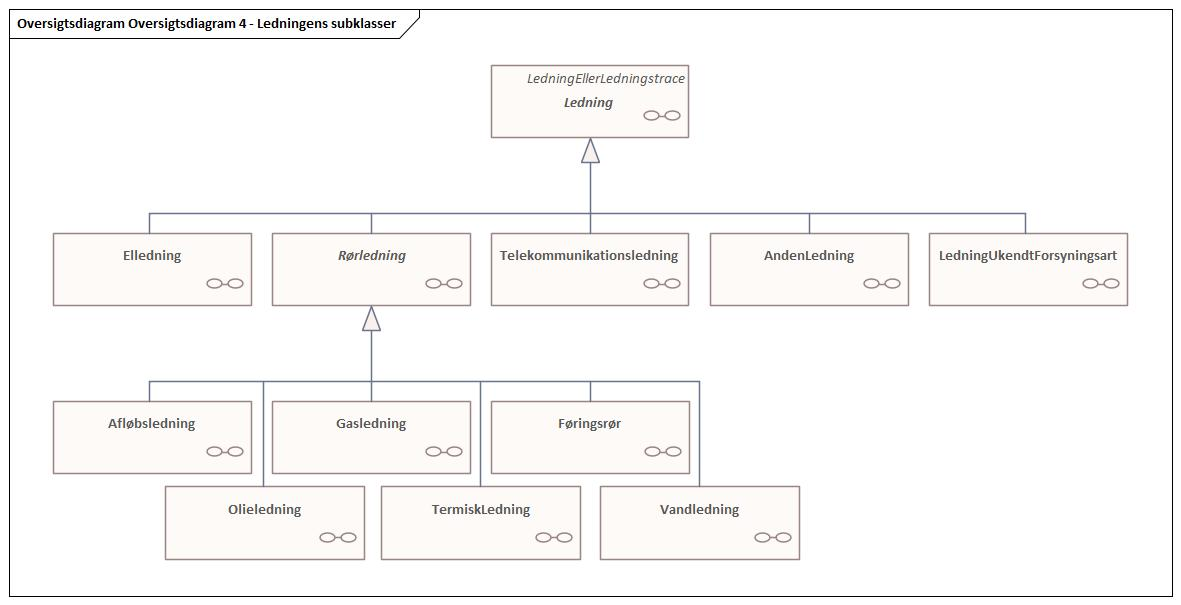 Oversigtsdiagram Oversigtsdiagram 4 - Ledningens subklasser
LedningEllerLedningstrace
Ledning
Elledning
Rørledning
Telekommunikationsledning
AndenLedning
LedningUkendtForsyningsart
Afløbsledning
Gasledning
Føringsrør
Olieledning
TermiskLedning
Vandledning